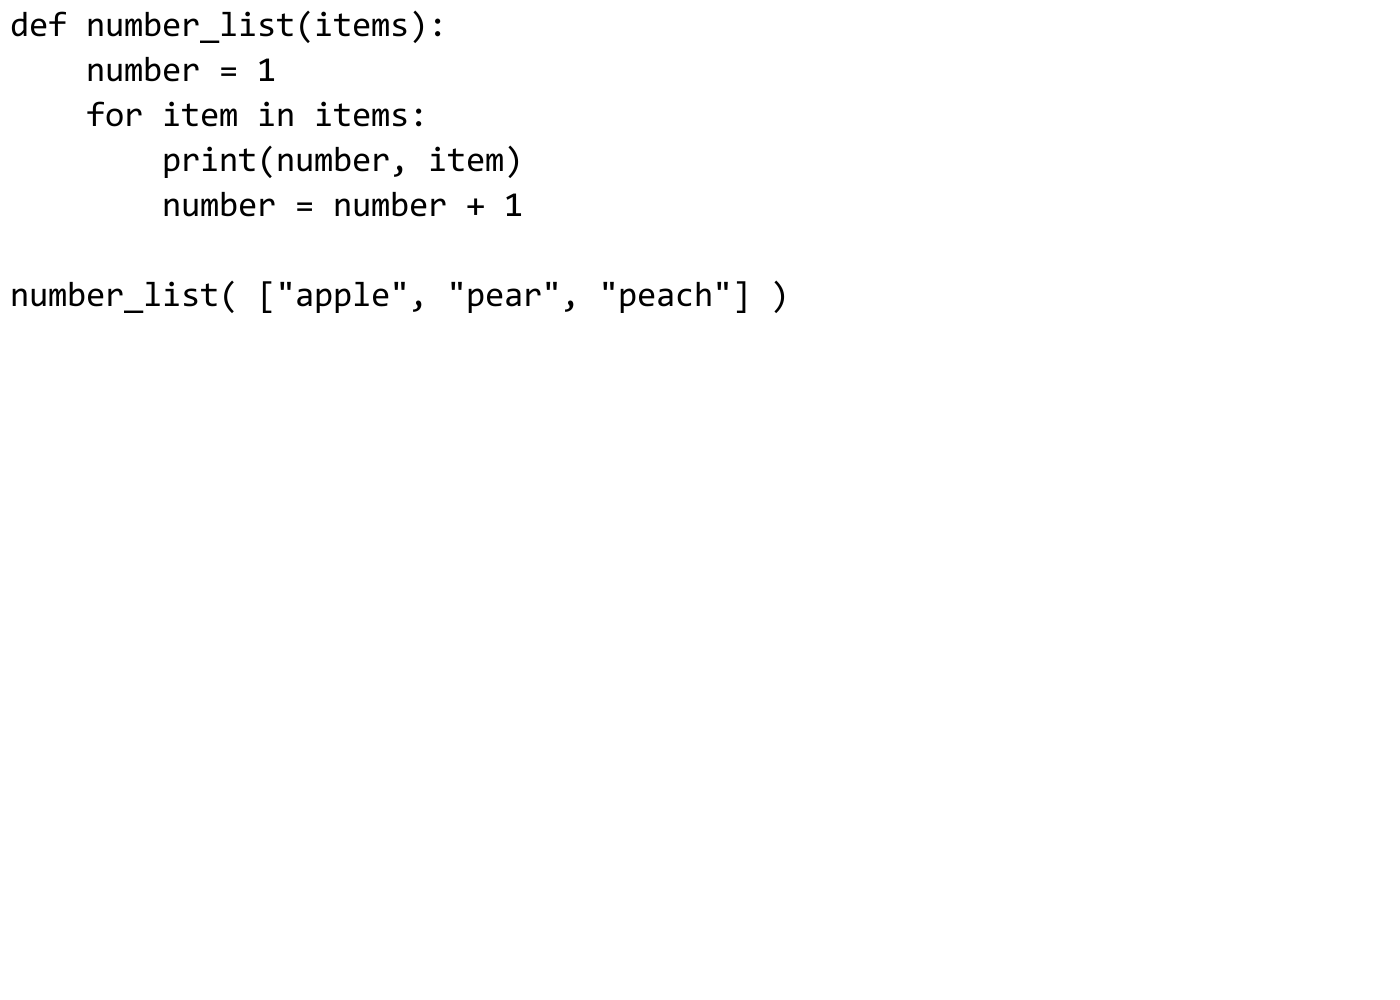 def number_list(items):
    number = 1
    for item in items:
        print(number, item)
        number = number + 1

number_list( ["apple", "pear", "peach"] )